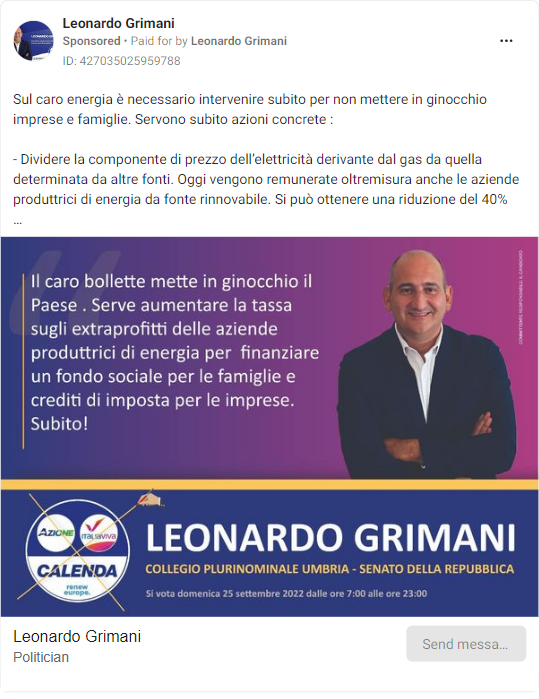 Leonardo Grimani
Sponsored • Paid for by Leonardo Grimani
ID: 427035025959788
Sul caro energia è necessario intervenire subito per non mettere in ginocchio
imprese e famiglie. Servono subito azioni concrete :
- Dividere la componente di prezzo dell’elettricità derivante dal gas da quella
determinata da altre fonti. Oggi vengono remunerate oltremisura anche le aziende
produttrici di energia da fonte rinnovabile. Si può ottenere una riduzione del 40%
...
Il caro bollette mette in ginocchio il
Paese . Serve aumentare la tassa
sugli extraprofitti delle aziende
produttrici di energia per finanziare
un fondo sociale per le famiglie e
crediti di imposta per le imprese.
Subito!
COMMITTENTE RESPONSABILE IL CANDIDATO
AZIONE
ITALIAVIVA
CALENDA
renew
europe.
LEONARDO GRIMANI
COLLEGIO PLURINOMINALE UMBRIA - SENATO DELLA REPUBBLICA
Si vota domenica 25 settembre 2022 dalle ore 7:00 alle ore 23:00
Leonardo Grimani
Politician
Send messa...